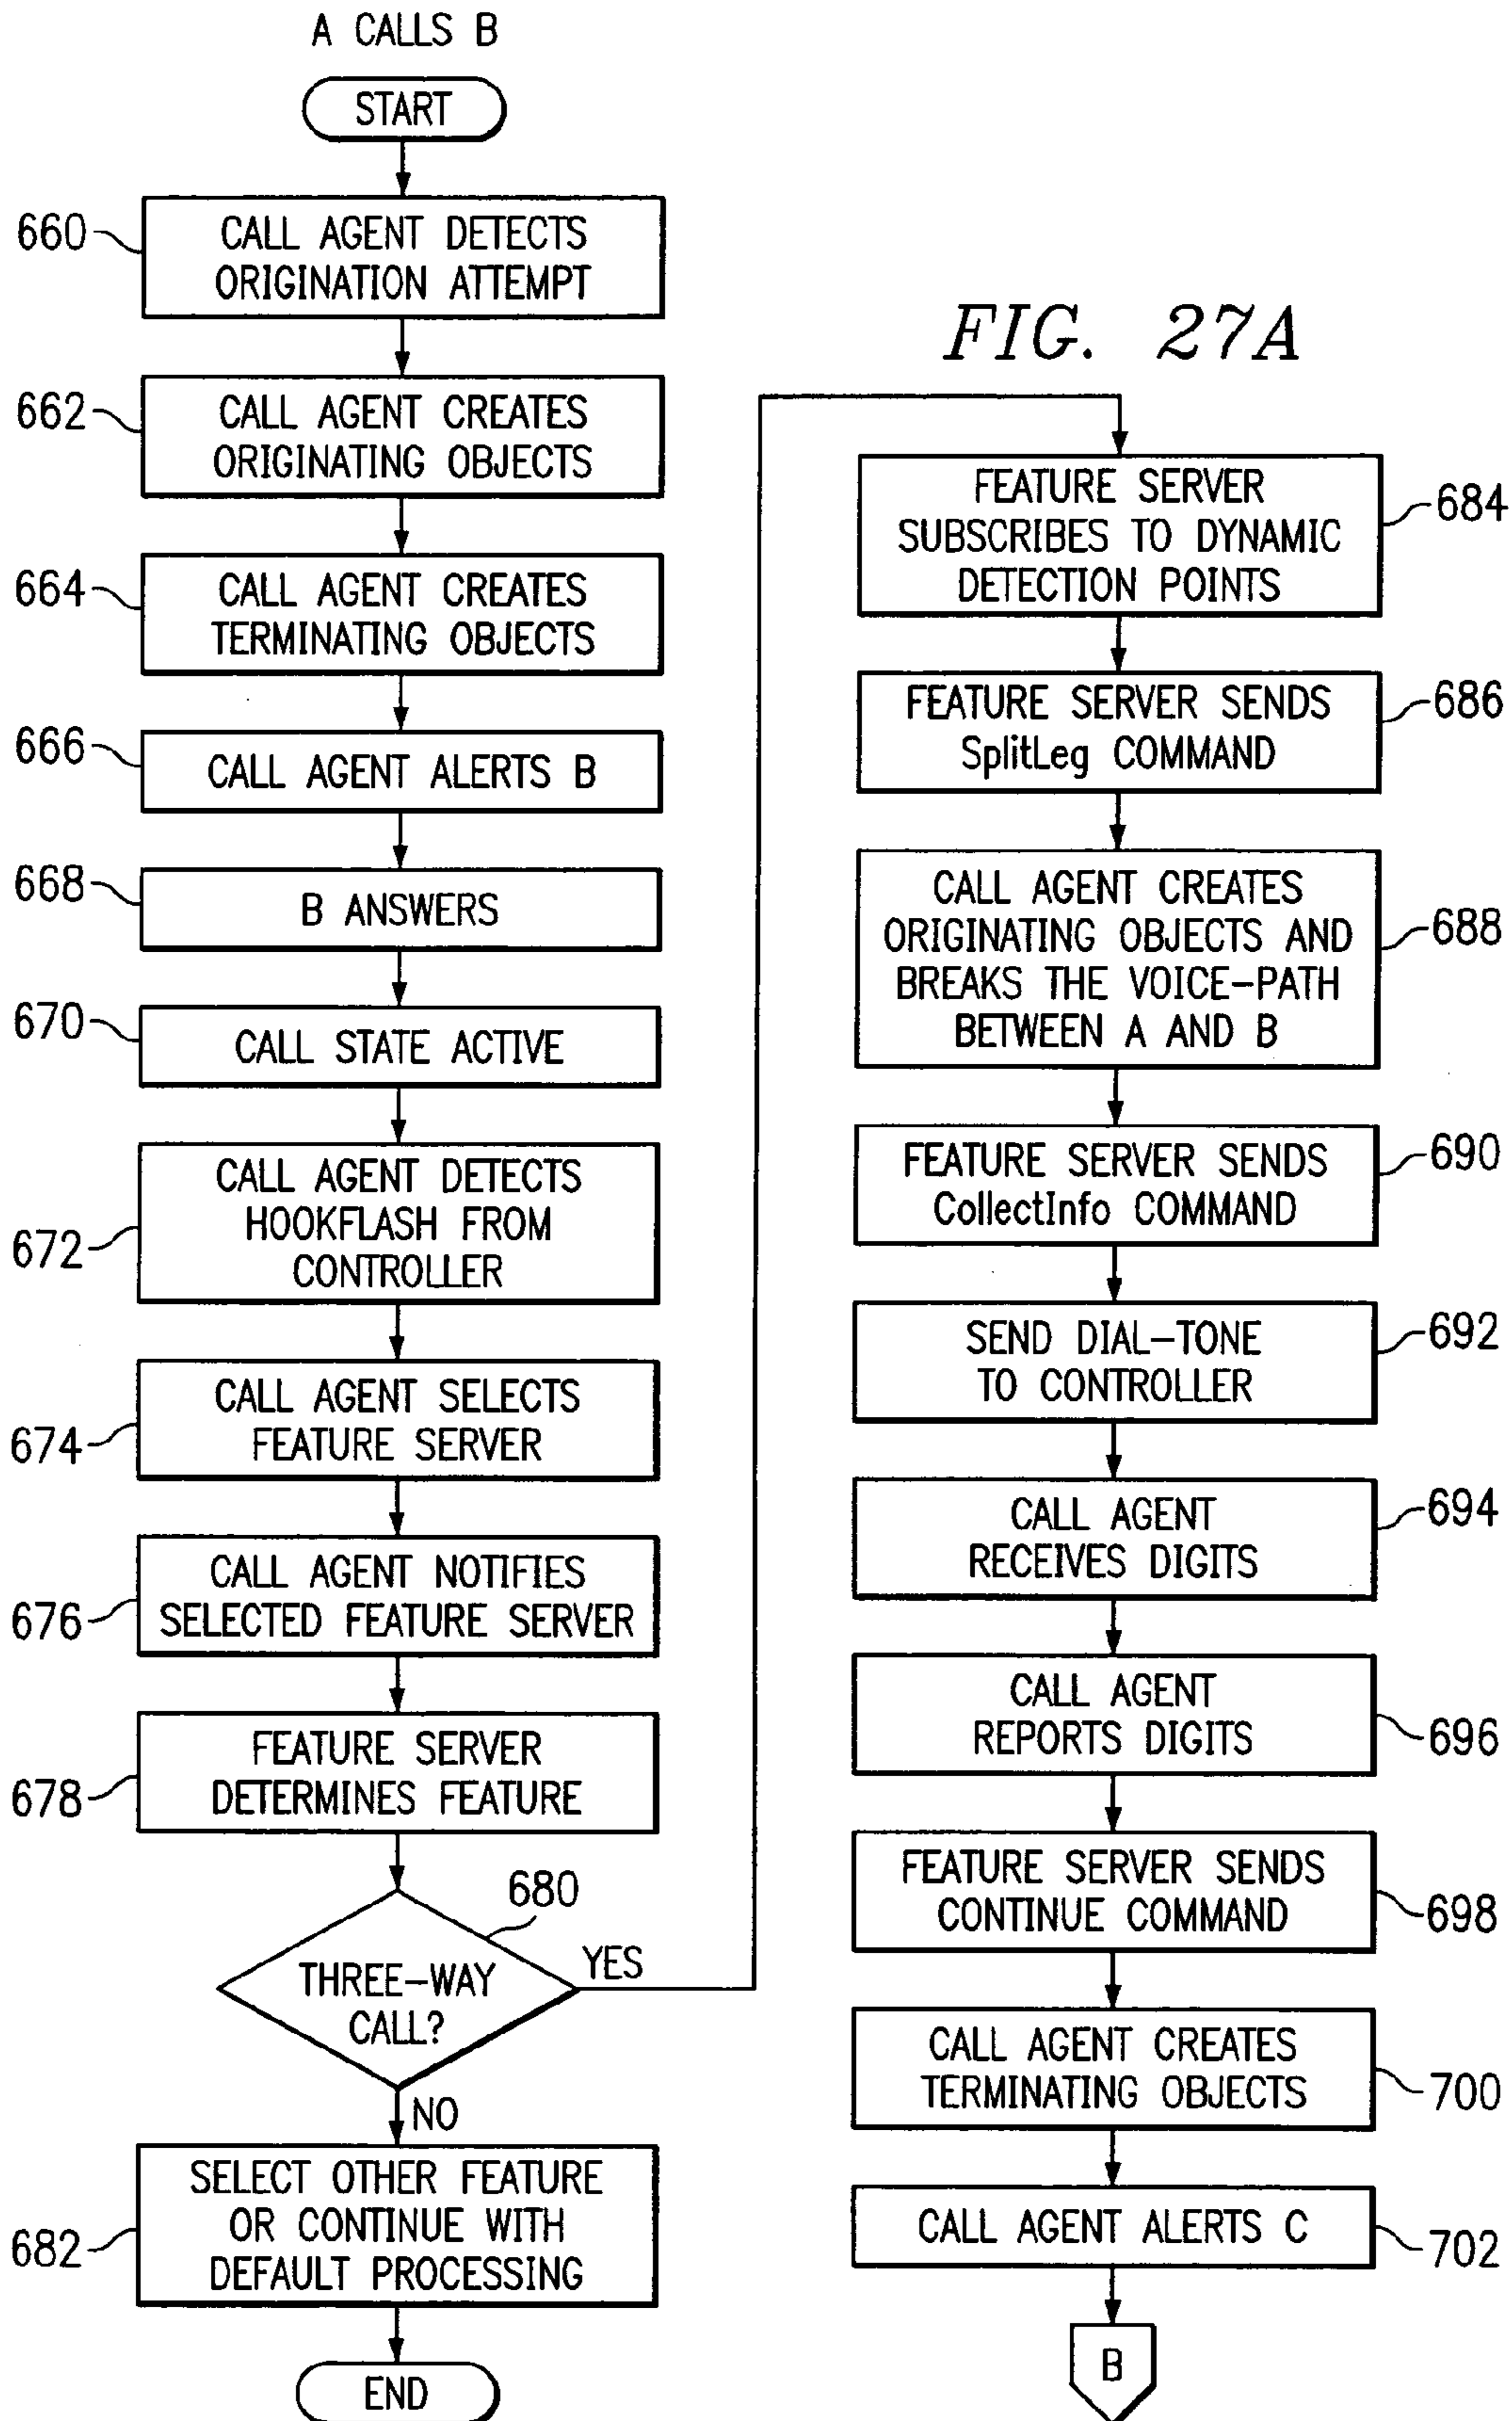 A CALLS B
START
660
CALL AGENT DETECTS
ORIGINATION ATTEMPT
662
CALL AGENT CREATES
ORIGINATING OBJECTS
664
CALL AGENT CREATES
TERMINATING OBJECTS
666
CALL AGENT ALERTS B
668
B ANSWERS
670
CALL STATE ACTIVE
672
CALL AGENT DETECTS
HOOKFLASH FROM
CONTROLLER
674
CALL AGENT SELECTS
FEATURE SERVER
676
CALL AGENT NOTIFIES
SELECTED FEATURE SERVER
678
FEATURE SERVER
DETERMINES FEATURE
680
THREE-WAY
CALL?
YES
NO
682
SELECT OTHER FEATURE
OR CONTINUE WITH
DEFAULT PROCESSING
END
FIG. 27A
FEATURE SERVER
SUBSCRIBES TO DYNAMIC
DETECTION POINTS
684
FEATURE SERVER SENDS
SplitLeg COMMAND
686
CALL AGENT CREATES
ORIGINATING OBJECTS AND
BREAKS THE VOICE-PATH
BETWEEN A AND B
688
FEATURE SERVER SENDS
CollectInfo COMMAND
690
SEND DIAL-TONE
TO CONTROLLER
692
CALL AGENT
RECEIVES DIGITS
694
CALL AGENT
REPORTS DIGITS
696
FEATURE SERVER SENDS
CONTINUE COMMAND
698
CALL AGENT CREATES
TERMINATING OBJECTS
700
CALL AGENT ALERTS C
702
B